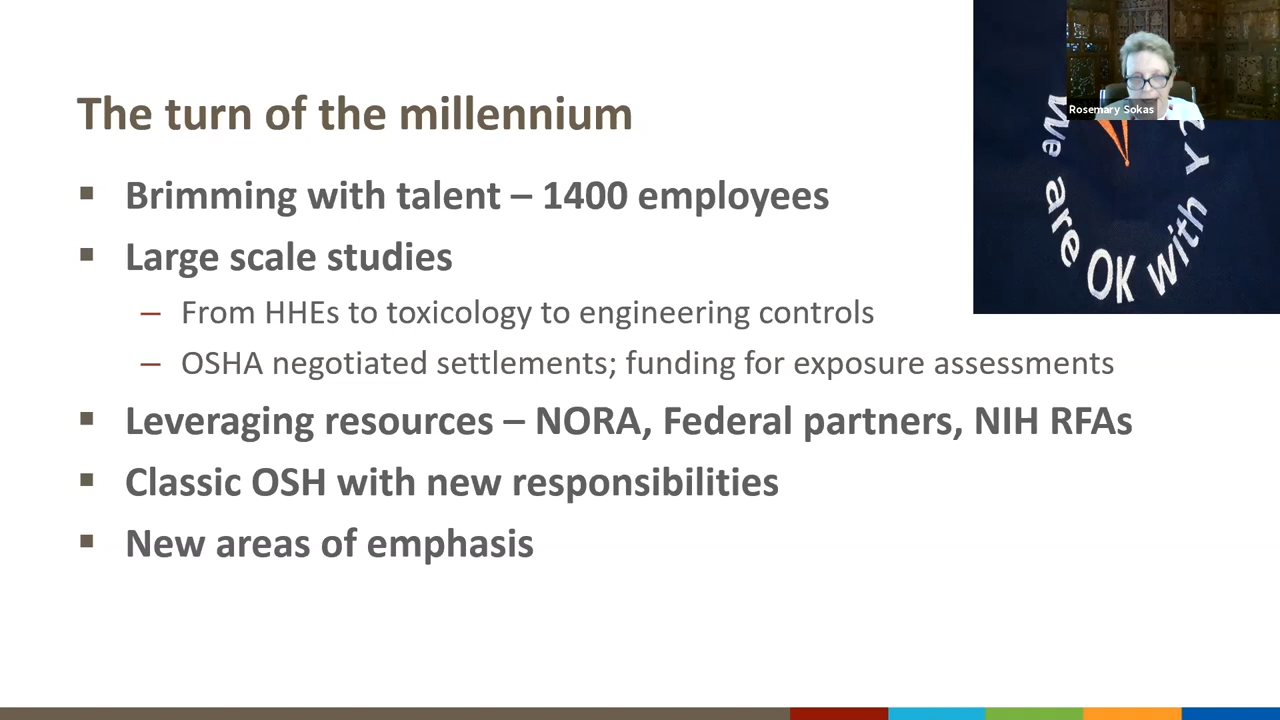 The turn of the millennium
Rosemary Sokas
We are OK with Y2
▪ Brimming with talent – 1400 employees
▪ Large scale studies
– From HHEs to toxicology to engineering controls
– OSHA negotiated settlements; funding for exposure assessments
▪ Leveraging resources – NORA, Federal partners, NIH RFAs
▪ Classic OSH with new responsibilities
▪ New areas of emphasis